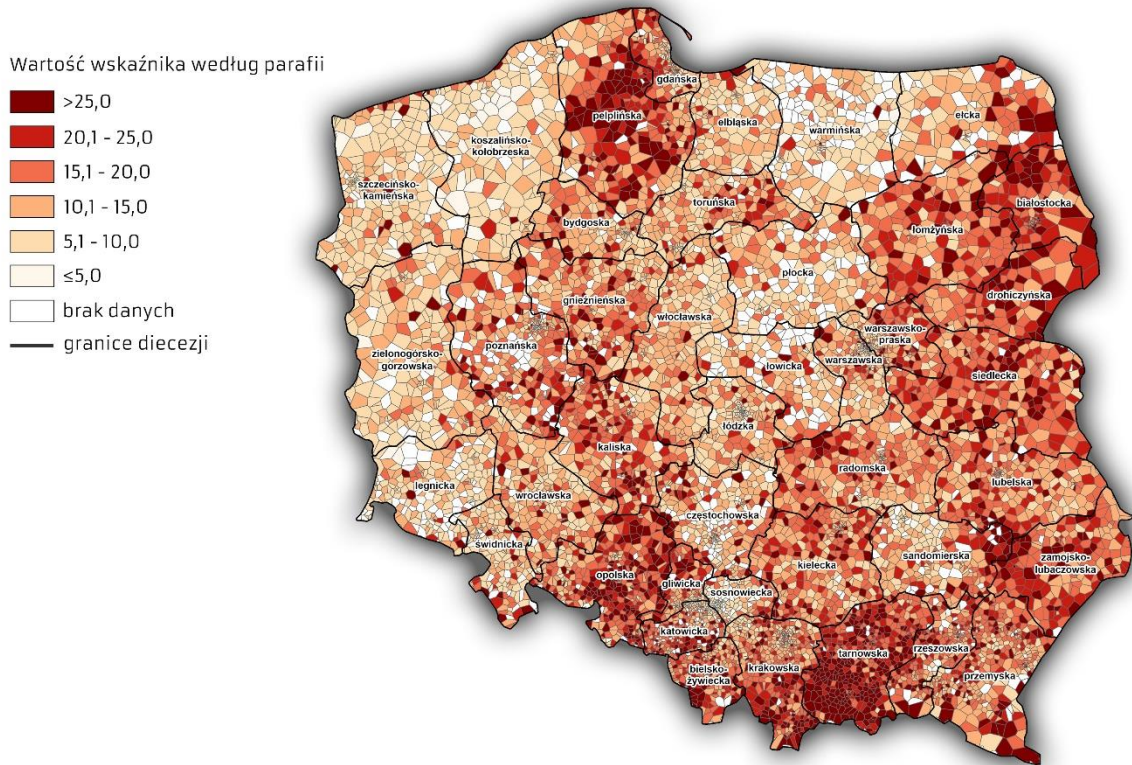 Wartość wskaźnika według parafii
>25,0
20,1 - 25,0
15,1 - 20,0
10,1 - 15,0
5,1 - 10,0
≤5,0
brak danych
granice diecezji
gdańska
pelplińska
elbląska
warmińska
ełcka
koszalińsko-
kołobrzeska
szczecińsko-
kamieńska
bydgoska
toruńska
łomżyńska
białostocka
płocka
drohiczyńska
gnieźnieńska
włocławska
warszawsko-
praska
poznańska
zielonogórsko-
gorzowska
łowicka
warszawska
siedlecka
łódzka
kaliska
radomska
lubelska
legnicka
wrocławska
częstochowska
świdnicka
kielecka
sandomierska
zamojsko-
lubaczowska
opolska
gliwicka
sosnowiecka
katowicka
bielsko-
żywiecka
krakowska
tarnowska
rzeszowska
przemyska